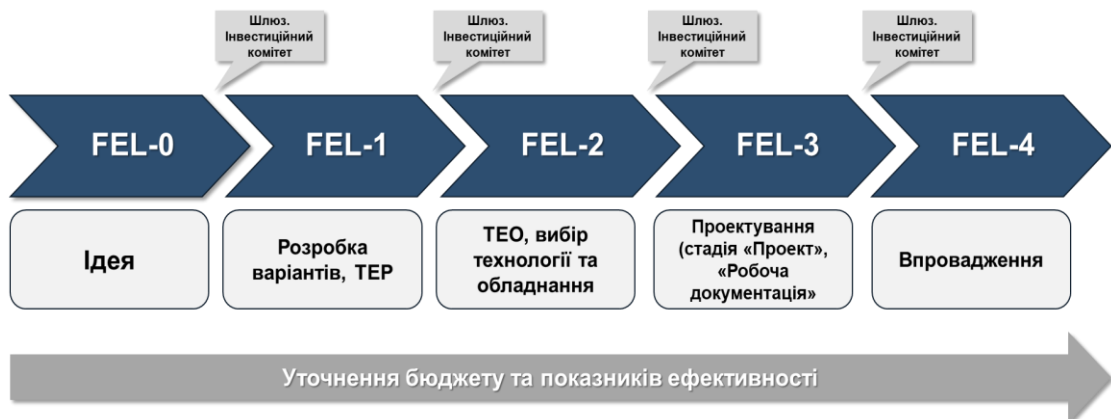 Шлюз.
Інвестиційний
комітет
Шлюз.
Інвестиційний
комітет
Шлюз.
Інвестиційний
комітет
Шлюз.
Інвестиційний
комітет
FEL-0
FEL-1
FEL-2
FEL-3
FEL-4
Ідея
Розробка
варіантів, ТЕР
ТЕО, вибір
технології та
обладнання
Проектування
(стадія «Проект»,
«Робоча
документація»
Впровадження
Уточнення бюджету та показників ефективності